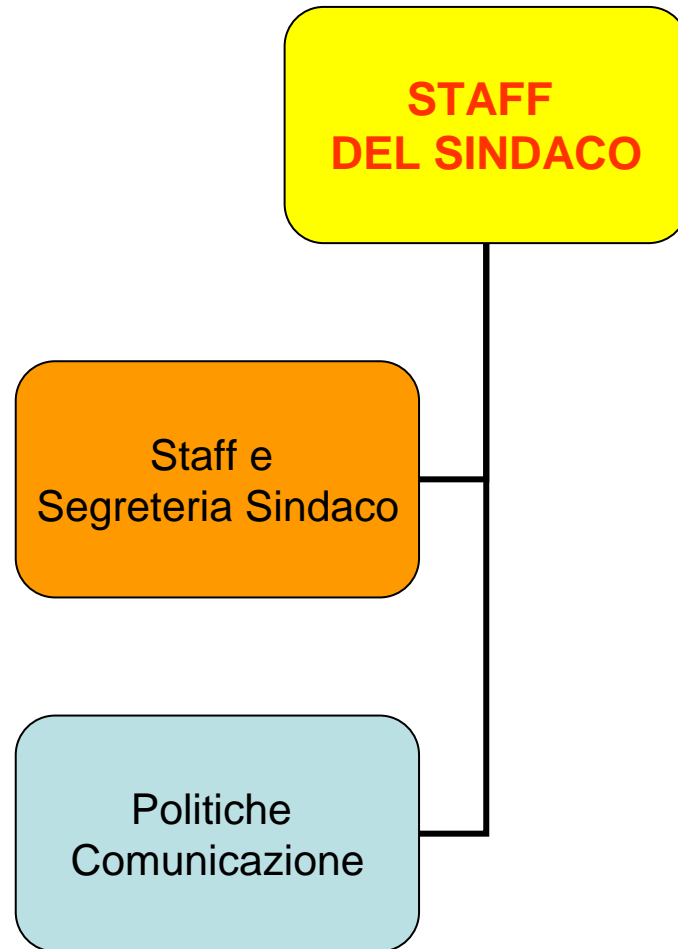 STAFF
DEL SINDACO
Staff e
Segreteria Sindaco
Politiche
Comunicazione